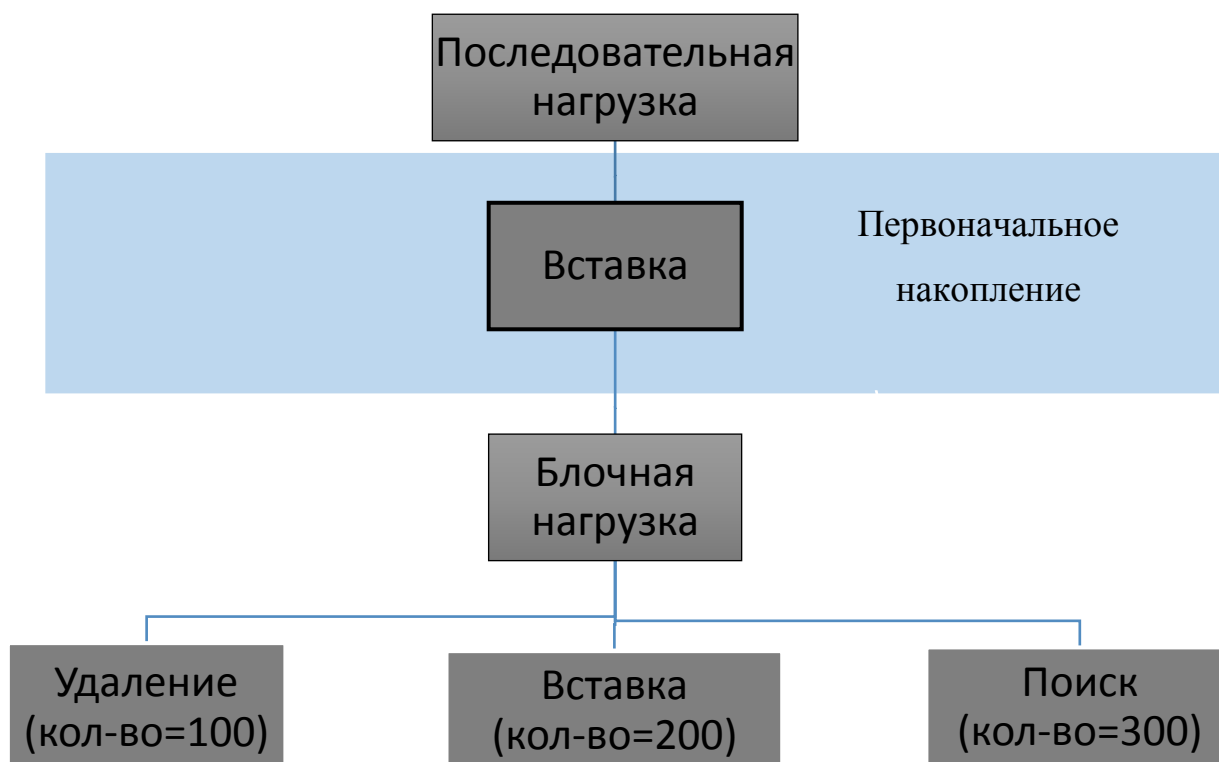 Последовательная
нагрузка
Вставка
Первоначальное
накопление
Блочная
нагрузка
Удаление
(кол-во=100)
Вставка
(кол-во=200)
Поиск
(кол-во=300)